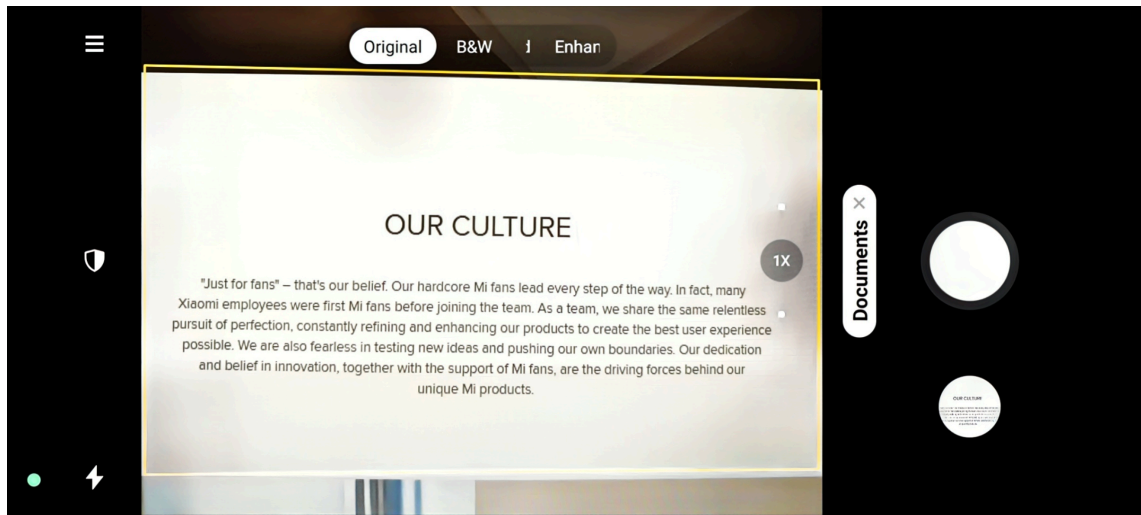 Original B&W Enhan
OUR CULTURE
"Just for fans" – that's our belief. Our hardcore Mi fans lead every step of the way. In fact, many
Xiaomi employees were first Mi fans before joining the team. As a team, we share the same relentless
pursuit of perfection, constantly refining and enhancing our products to create the best user experience
possible. We are also fearless in testing new ideas and pushing our own boundaries. Our dedication
and belief in innovation, together with the support of Mi fans, are the driving forces behind our
unique Mi products.
1X
Documents
OUR CULTURE